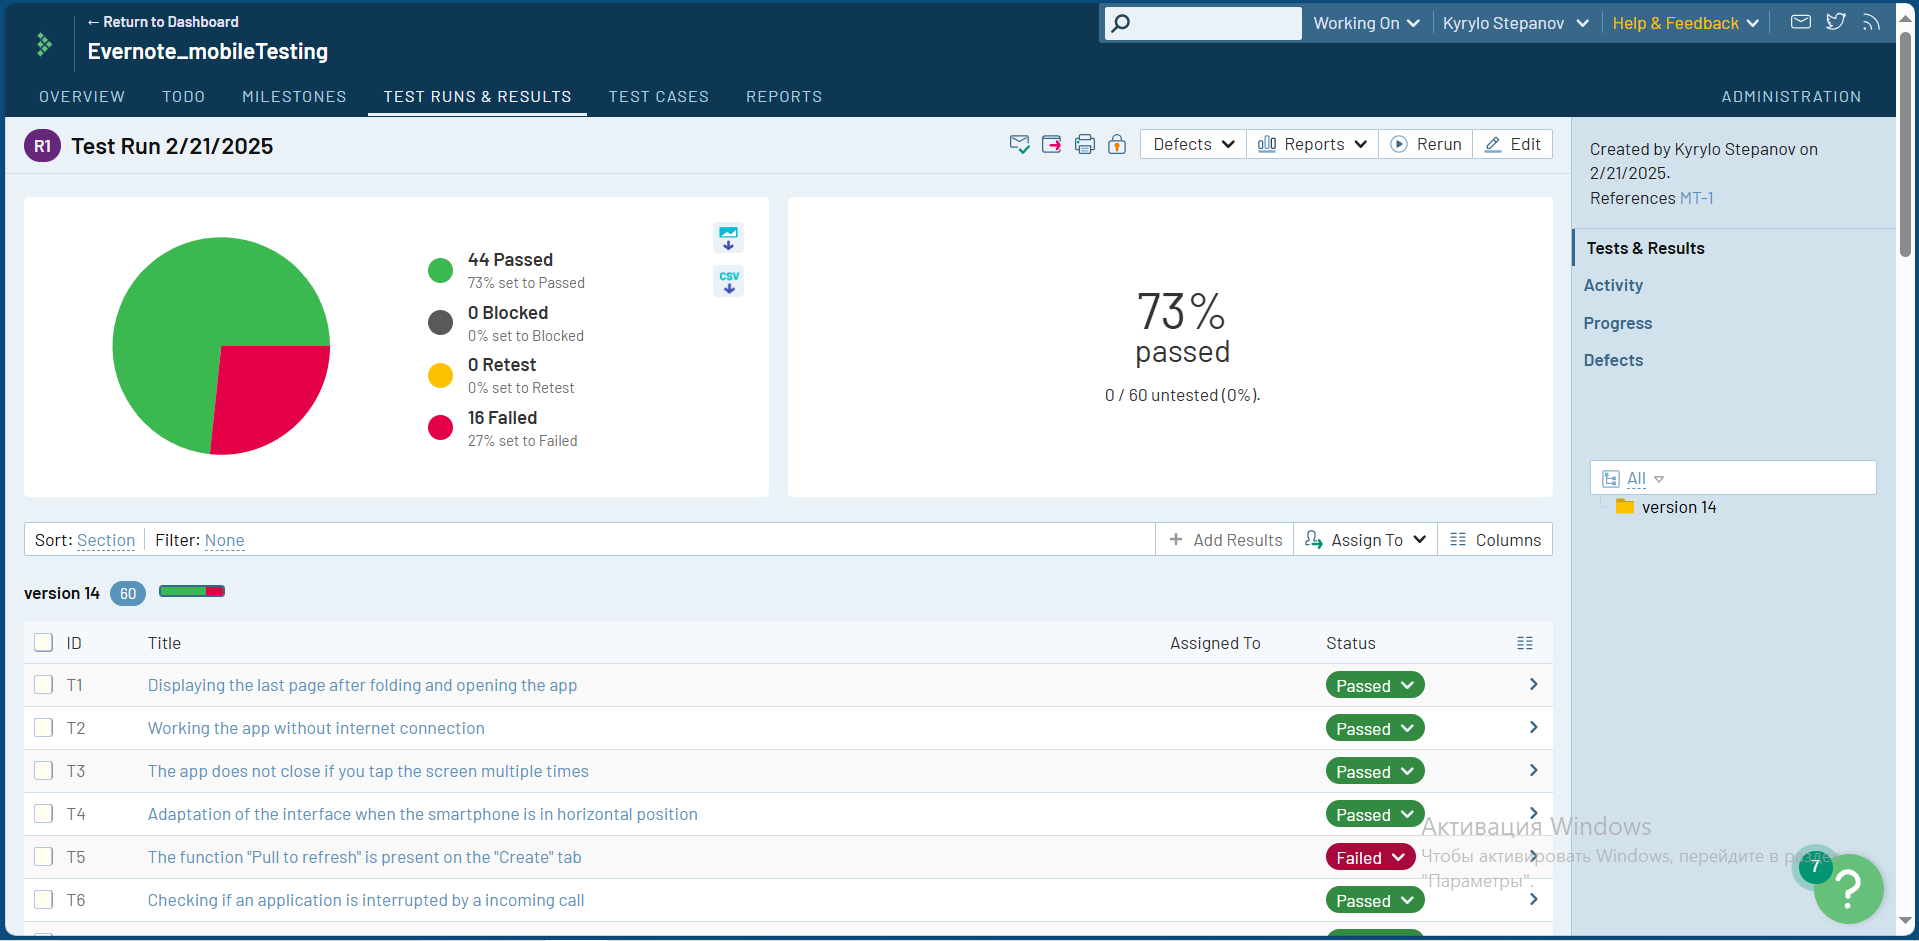 ← Return to Dashboard
Evernote_mobileTesting
Working On
Kyrylo Stepanov
Help & Feedback
OVERVIEW
TODO
MILESTONES
TEST RUNS & RESULTS
TEST CASES
REPORTS
ADMINISTRATION
R1
Test Run 2/21/2025
Defects
Reports
Rerun
Edit
44 Passed
73% set to Passed
0 Blocked
0% set to Blocked
0 Retest
0% set to Retest
16 Failed
27% set to Failed
CSV
73%
passed
0 / 60 untested (0%).
Created by Kyrylo Stepanov on
2/21/2025.
References MT-1
Tests & Results
Activity
Progress
Defects
All
version 14
Sort: Section
Filter: None
Add Results
Assign To
Columns
version 14
60
ID Title Assigned To Status
T1 Displaying the last page after folding and opening the app Passed
T2 Working the app without internet connection Passed
T3 The app does not close if you tap the screen multiple times Passed
T4 Adaptation of the interface when the smartphone is in horizontal position Passed
T5 The function "Pull to refresh" is present on the "Create" tab Failed
T6 Checking if an application is interrupted by a incoming call Passed
Активация Windows
Чтобы активировать Windows, перейдите в раздел
"Параметры".
7
?